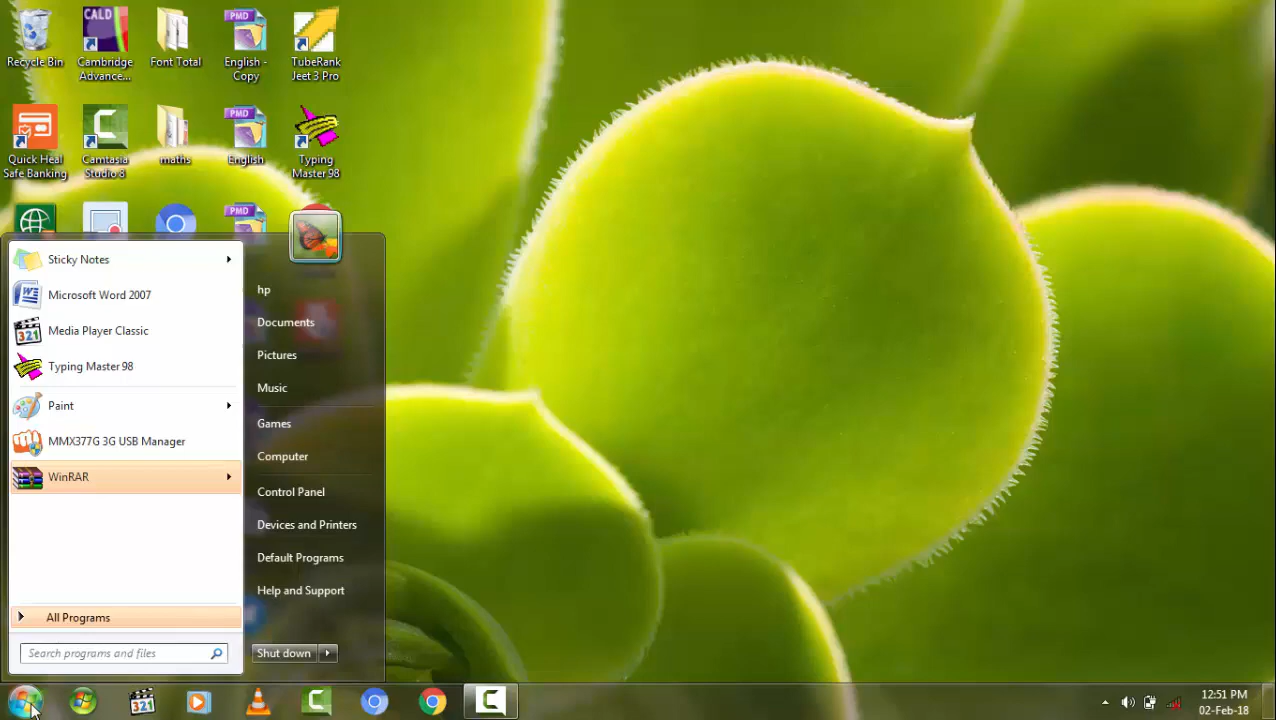 Recycle Bin
Cambridge
Advance...
Font Total
English -
Copy
TubeRank
Jeet 3 Pro
CALD
PMD
Quick Heal
Safe Banking
Camtasia
Studio 8
maths
PMD
English
Typing
Master 98
PMD
Sticky Notes
Microsoft Word 2007
321
Media Player Classic
Typing Master 98
Paint
MMX377G 3G USB Manager
WinRAR
All Programs
Search programs and files
hp
Documents
Pictures
Music
Games
Computer
Control Panel
Devices and Printers
Default Programs
Help and Support
Shut down
321
12:51 PM
02-Feb-18